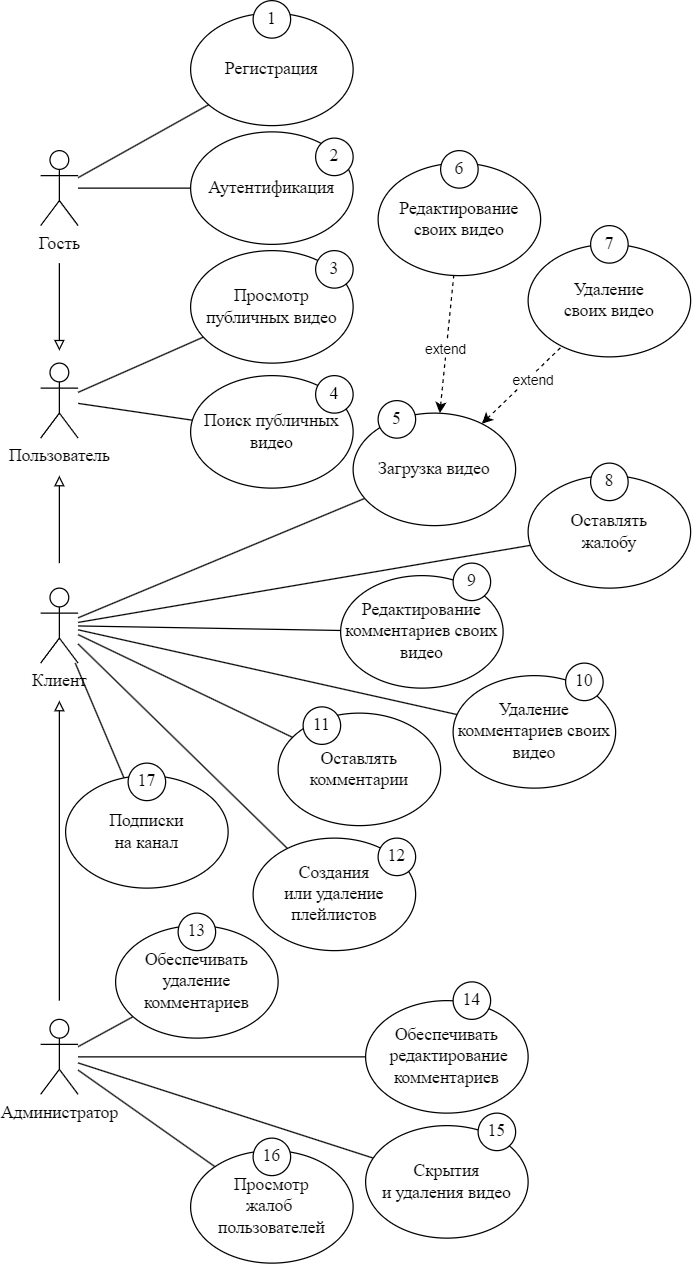 1
Регистрация
2
Аутентификация
Гость
6
Редактирование
своих видео
7
Удаление
своих видео
3
Просмотр
публичных видео
extend
extend
4
Поиск публичных
видео
Пользователь
5
Загрузка видео
8
Оставлять
жалобу
9
Редактирование
комментариев своих
видео
Клиент
10
Удаление
комментариев своих
видео
11
Оставлять
комментарии
17
Подписки
на канал
12
Создания
или удаление
плейлистов
13
Обеспечивать
удаление
комментариев
14
Обеспечивать
редактирование
комментариев
Администратор
15
Скрытия
и удаления видео
16
Просмотр
жалоб
пользователей